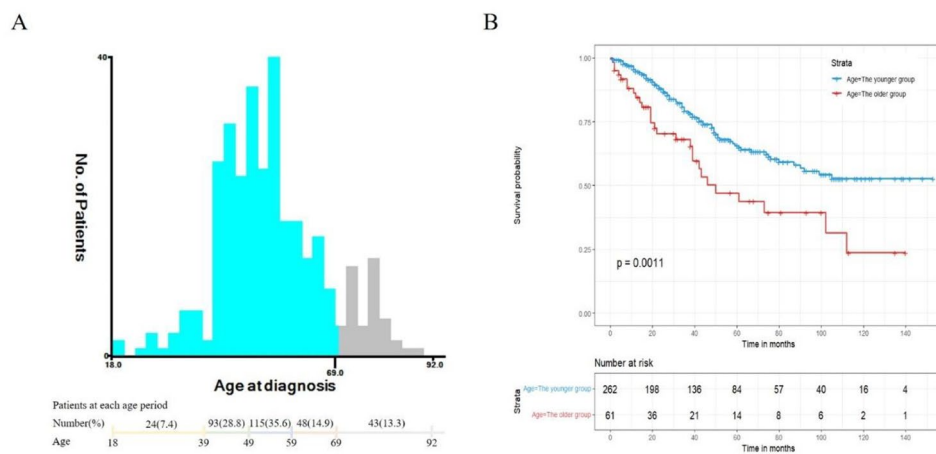 A
40
No. of Patients
0
18.0
69.0
92.0
Age at diagnosis
Patients at each age period
Number(%) 24(7.4) 93(28.8) 115(35.6) 48(14.9) 43(13.3)
Age 18 39 49 59 69 92
B
Strata
Age=The younger group
Age=The older group
Survival probability
1.00
0.75
0.50
0.25
0.00
p = 0.0011
0 20 40 60 80 100 120 140
Time in months
Number at risk
Strata
Age=The younger group 262 198 136 84 57 40 16 4
Age=The older group 61 36 21 14 8 6 2 1
0 20 40 60 80 100 120 140
Time in months